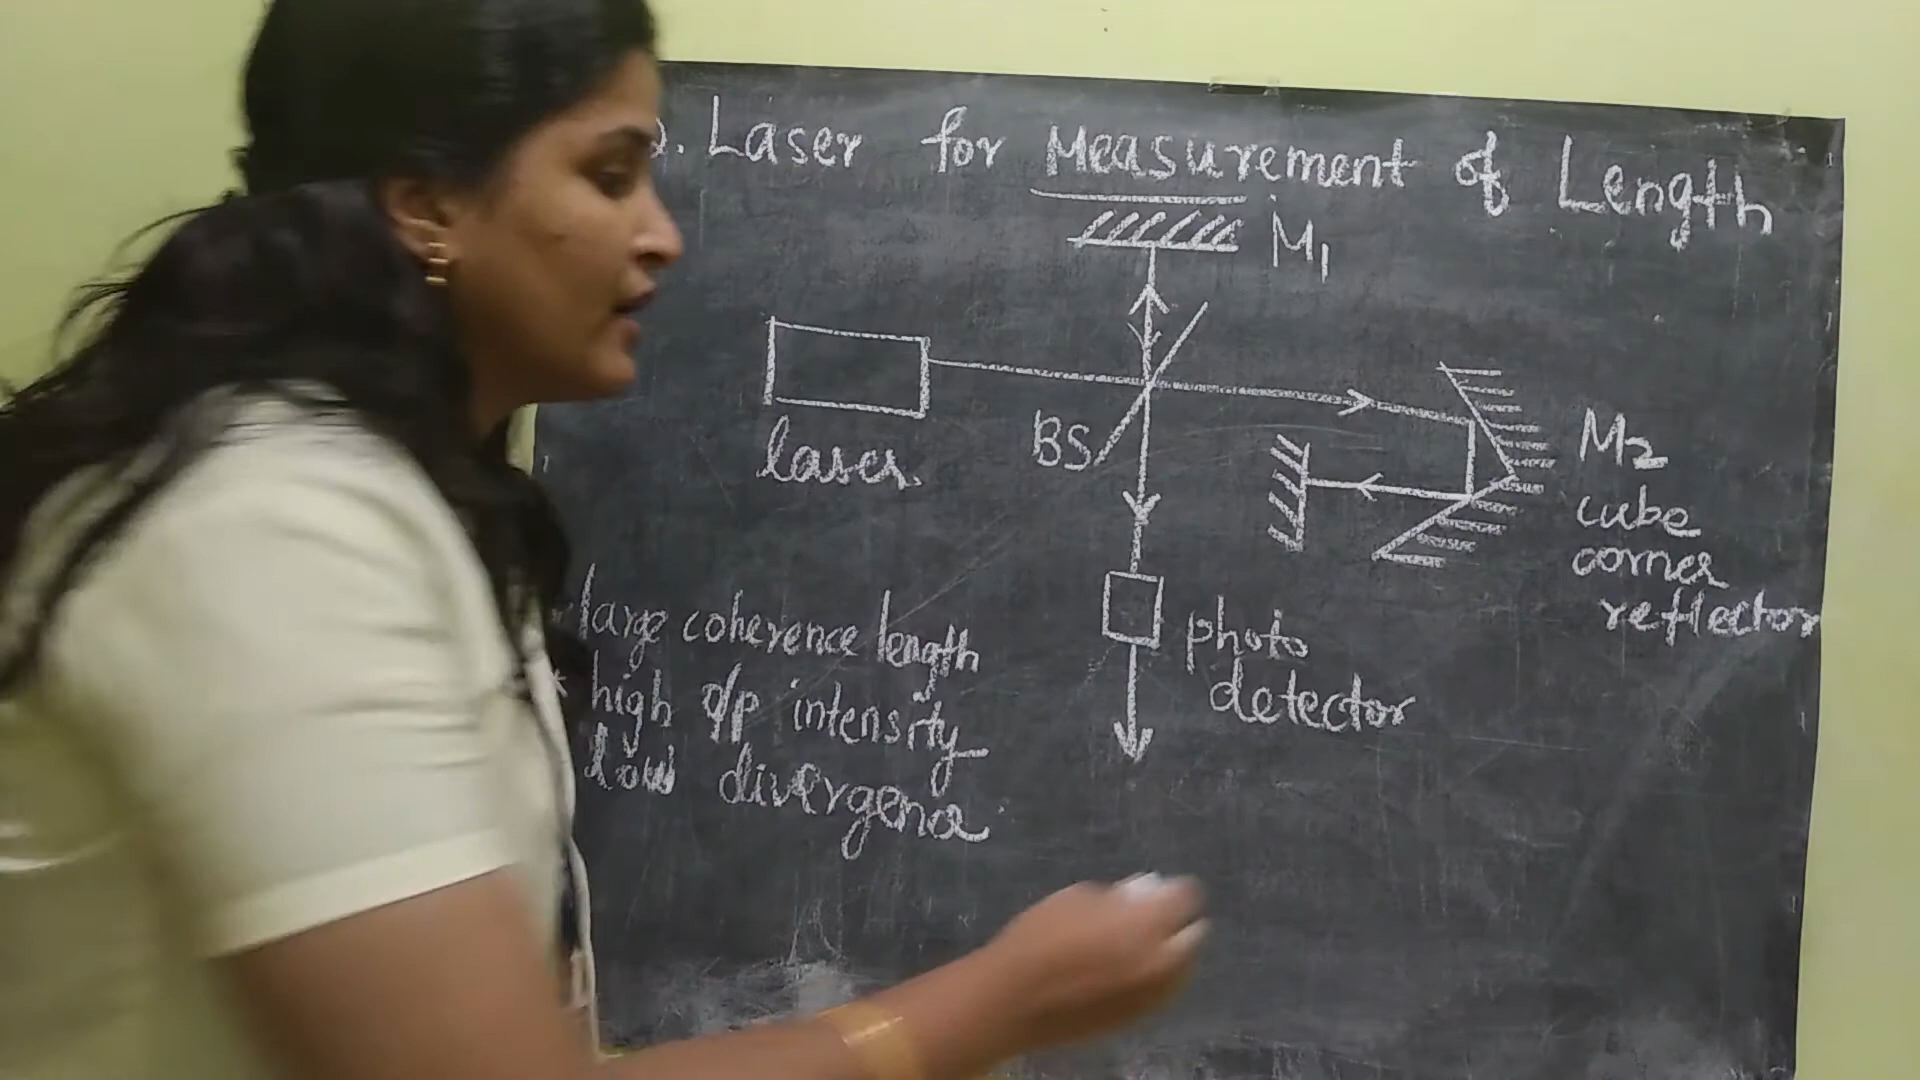 . Laser for Measurement of Length
M1
laser
BS
M2
cube
corner
reflector
* large coherence length
* high o/p intensity
low divergence
photo
detector